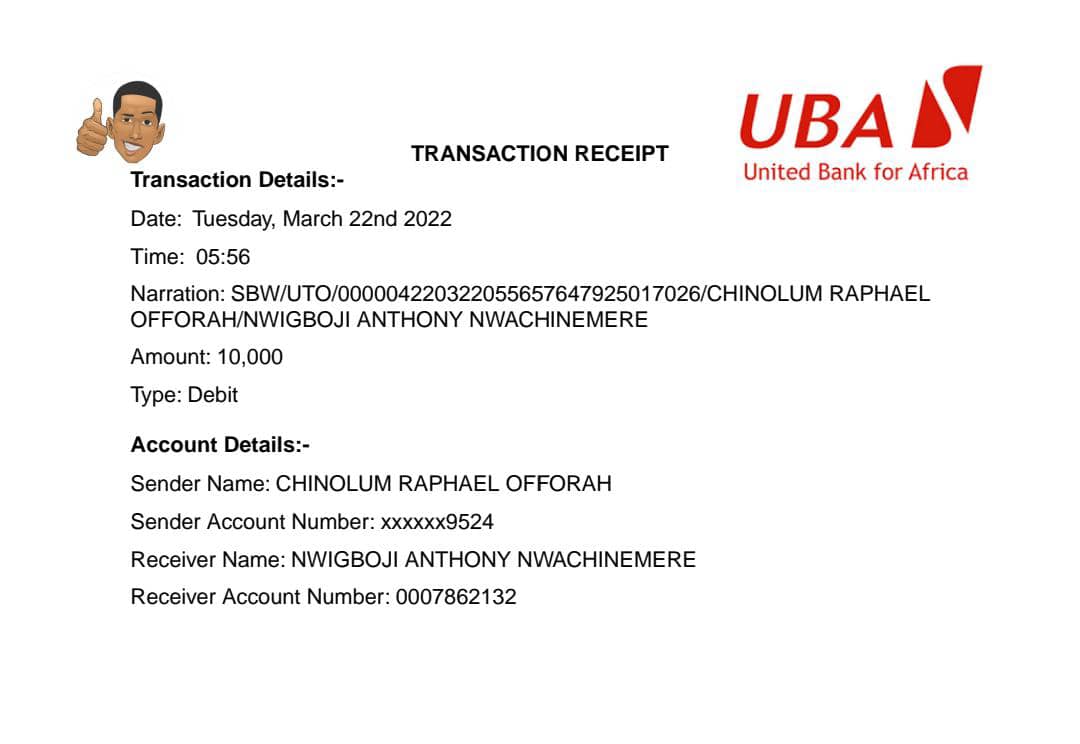 UBA
United Bank for Africa
TRANSACTION RECEIPT
Transaction Details:-
Date: Tuesday, March 22nd 2022
Time: 05:56
Narration: SBW/UTO/000004220322055657647925017026/CHINOLUM RAPHAEL
OFFORAH/NWIGBOJI ANTHONY NWACHINEMERE
Amount: 10,000
Type: Debit
Account Details:-
Sender Name: CHINOLUM RAPHAEL OFFORAH
Sender Account Number: xxxxxx9524
Receiver Name: NWIGBOJI ANTHONY NWACHINEMERE
Receiver Account Number: 0007862132